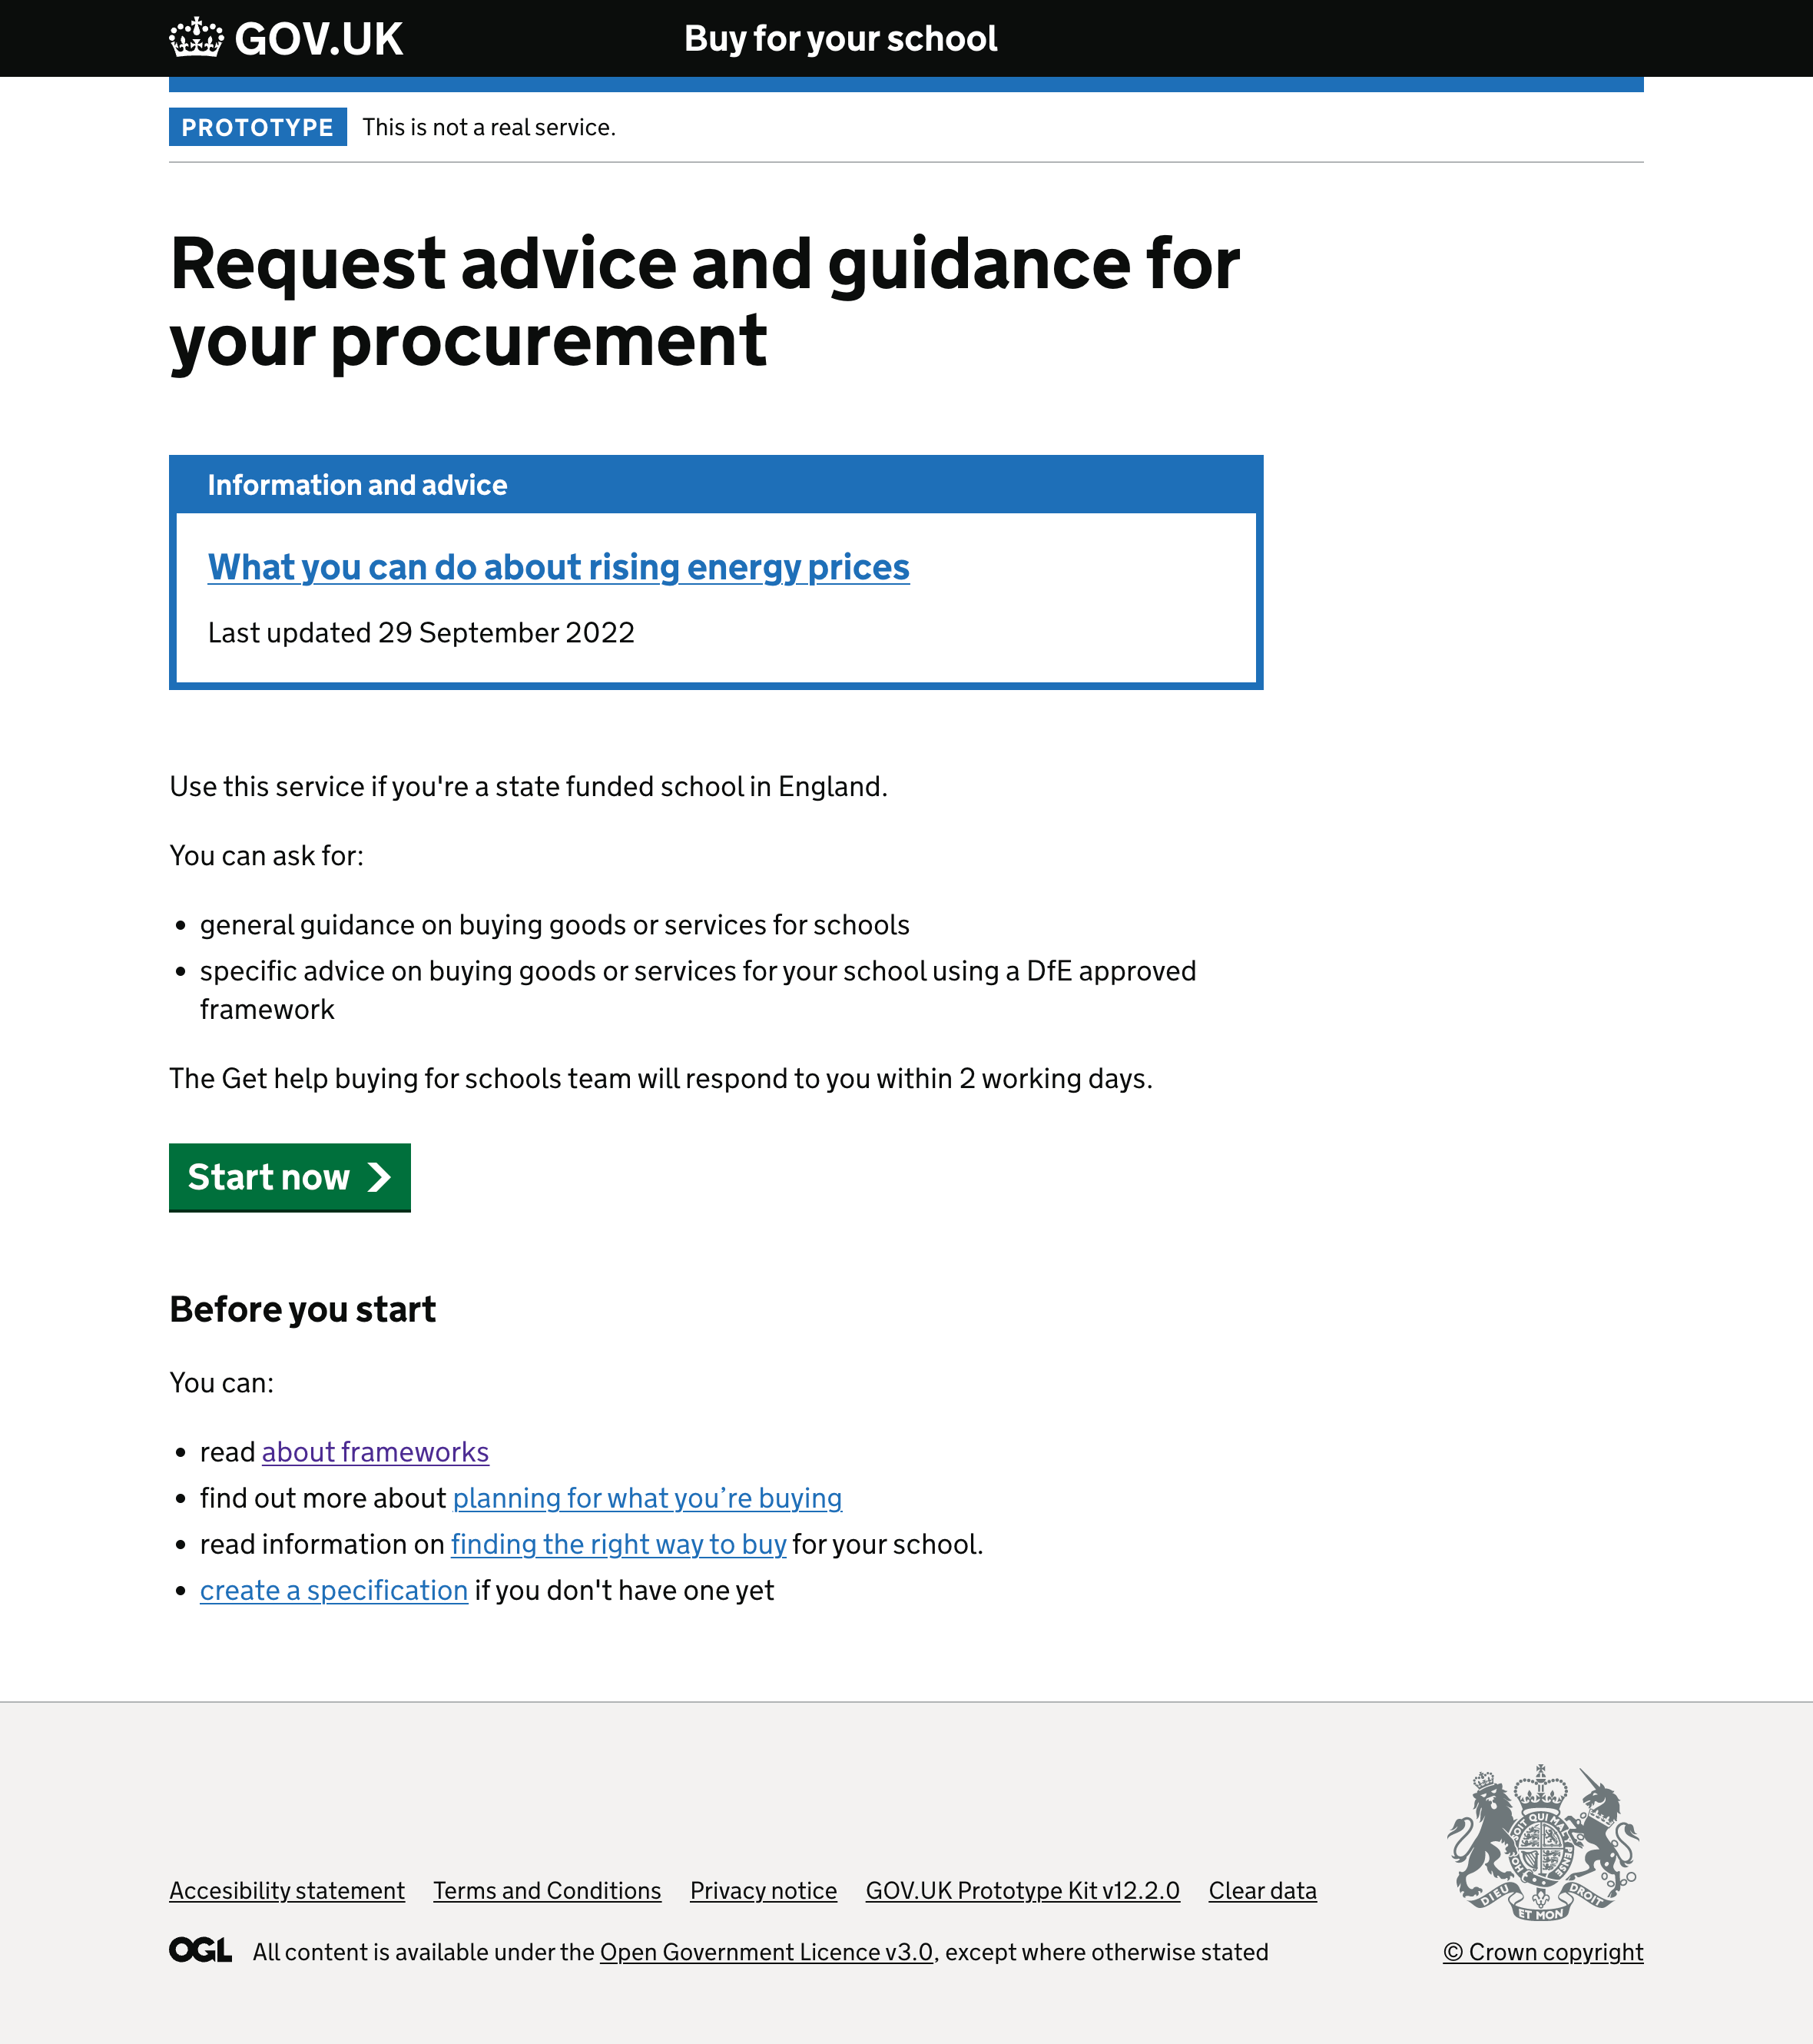 GOV.UK
Buy for your school
PROTOTYPE
This is not a real service.
Request advice and guidance for
your procurement
Information and advice
What you can do about rising energy prices
Last updated 29 September 2022
Use this service if you're a state funded school in England.
You can ask for:
• general guidance on buying goods or services for schools
• specific advice on buying goods or services for your school using a DfE approved
framework
The Get help buying for schools team will respond to you within 2 working days.
Start now
Before you start
You can:
• read about frameworks
• find out more about planning for what you’re buying
• read information on finding the right way to buy for your school.
• create a specification if you don't have one yet
Accesibility statement
Terms and Conditions
Privacy notice
GOV.UK Prototype Kit v12.2.0
Clear data
OGL
All content is available under the Open Government Licence v3.0, except where otherwise stated
DIEU ET MON DROIT
© Crown copyright